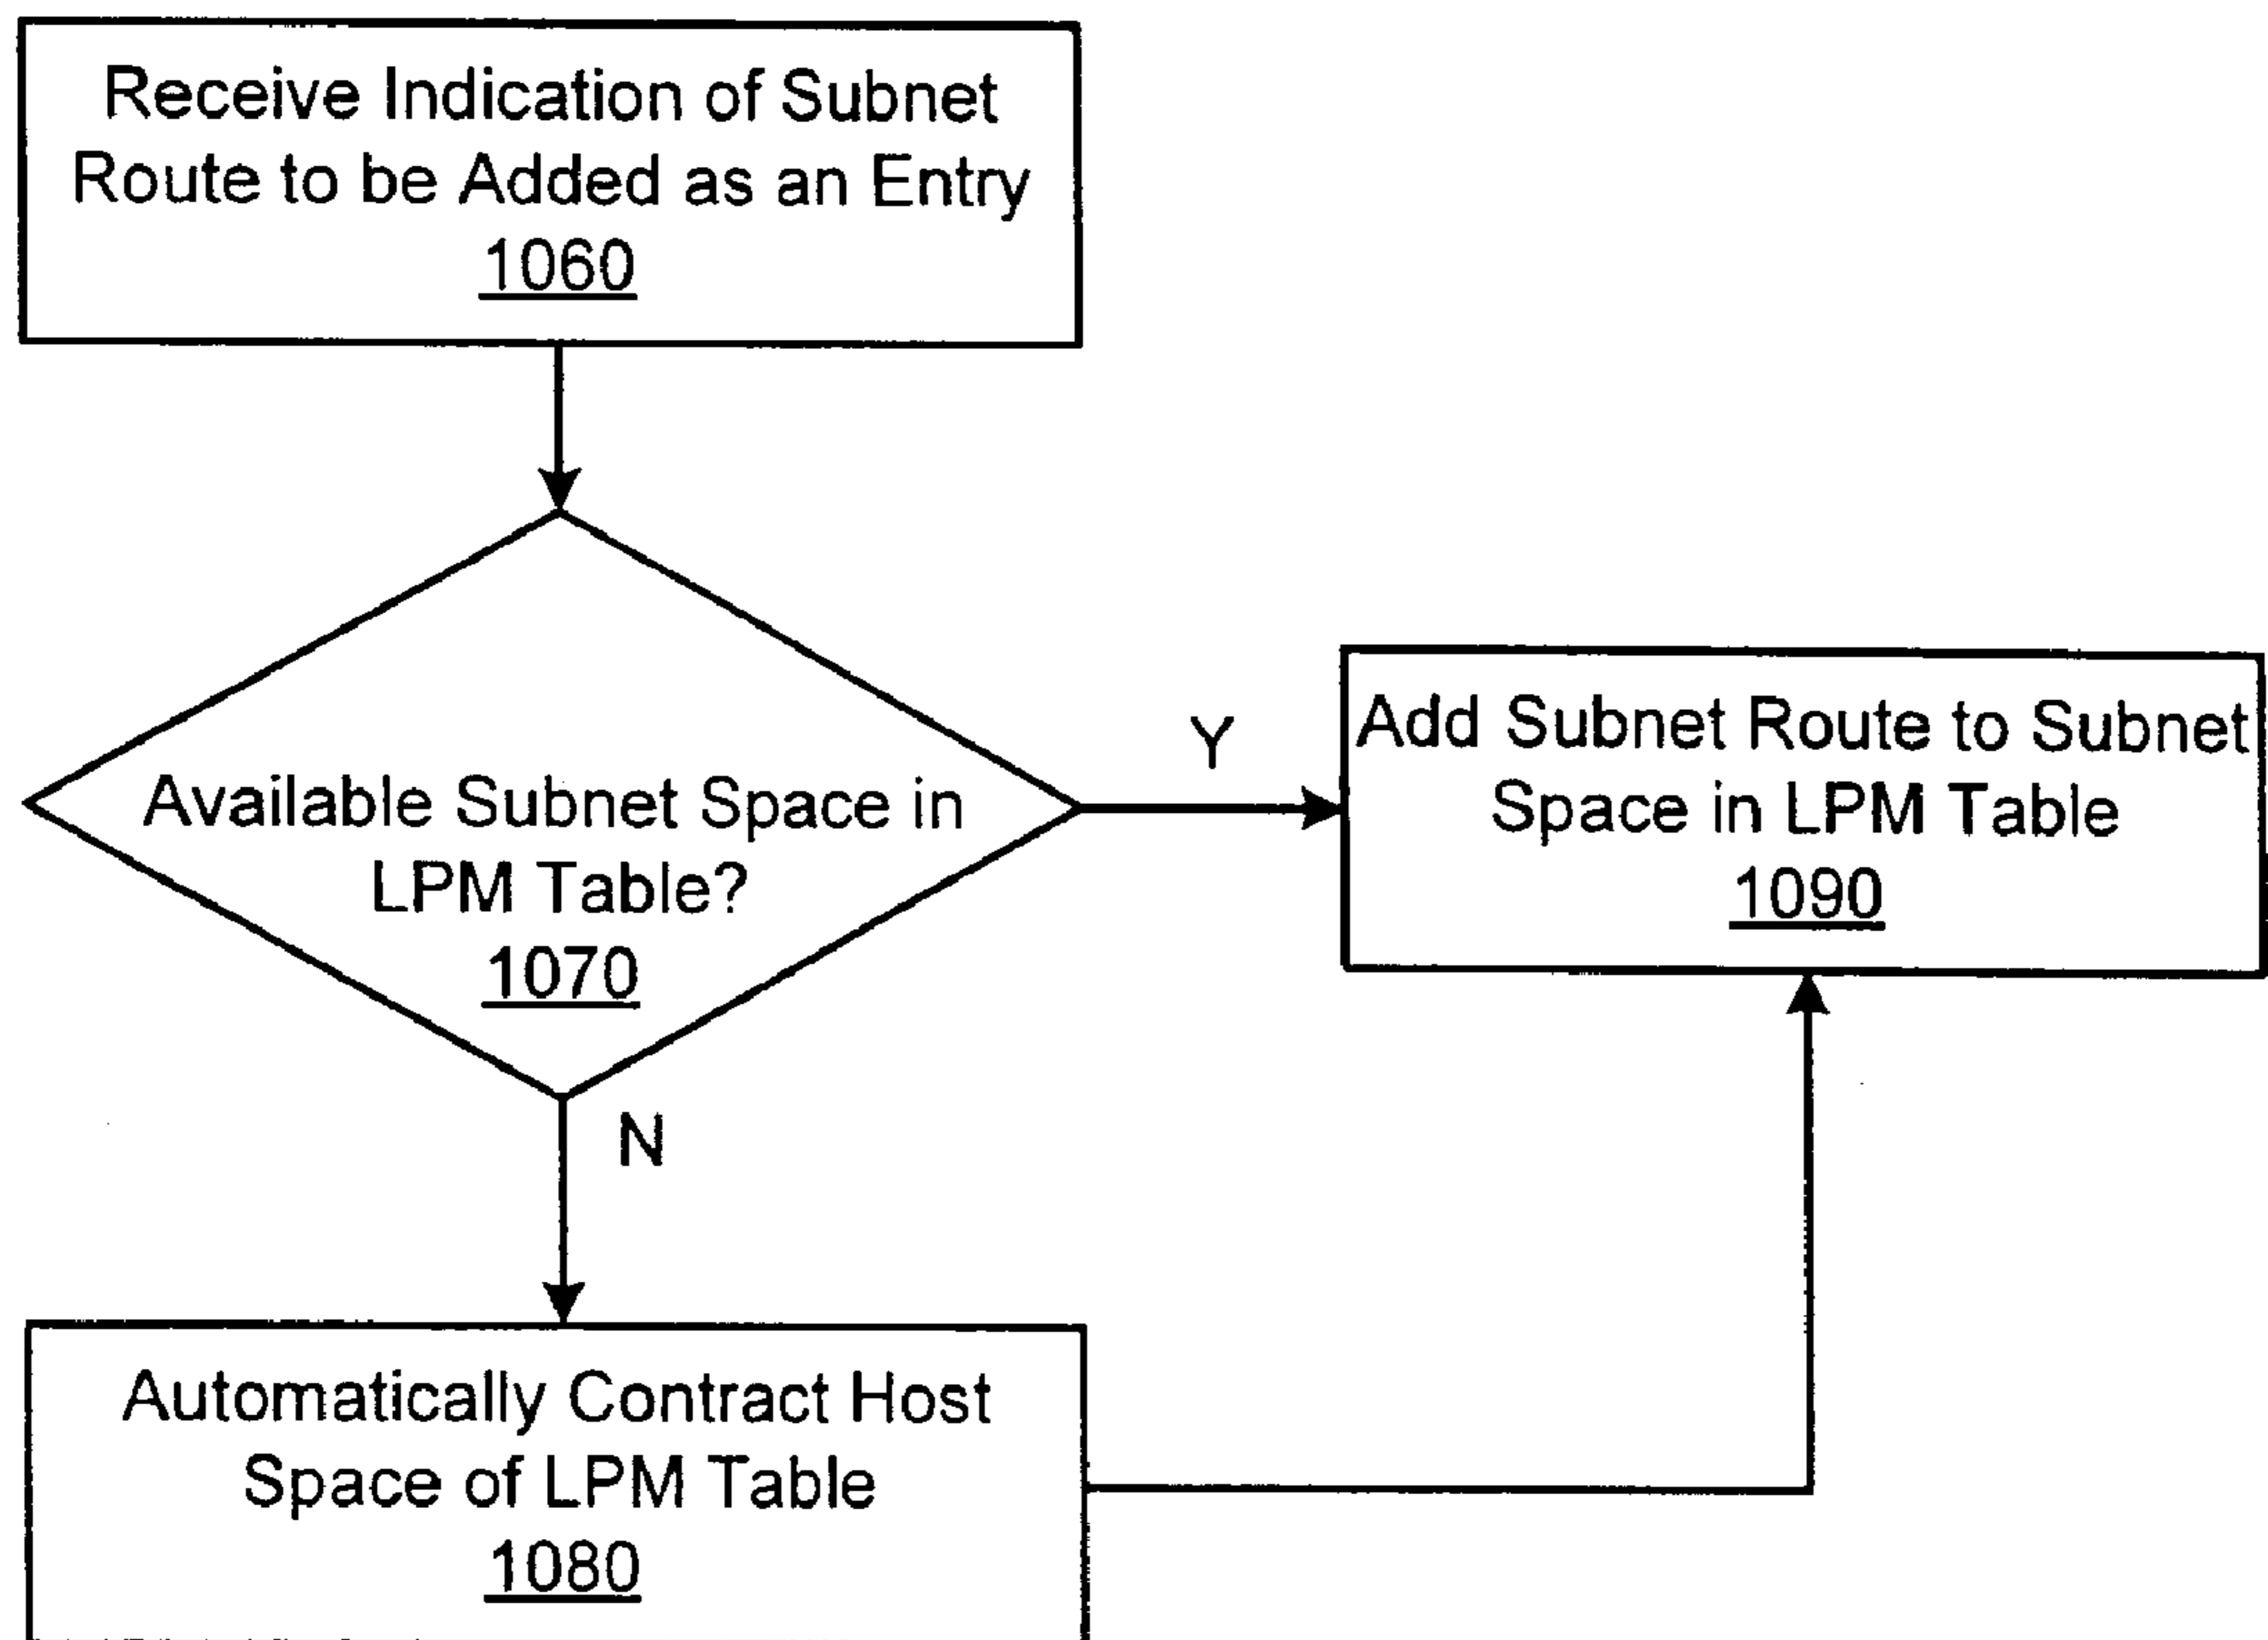 Receive Indication of Subnet
Route to be Added as an Entry
1060
Available Subnet Space in
LPM Table?
1070
Y
Add Subnet Route to Subnet
Space in LPM Table
1090
N
Automatically Contract Host
Space of LPM Table
1080